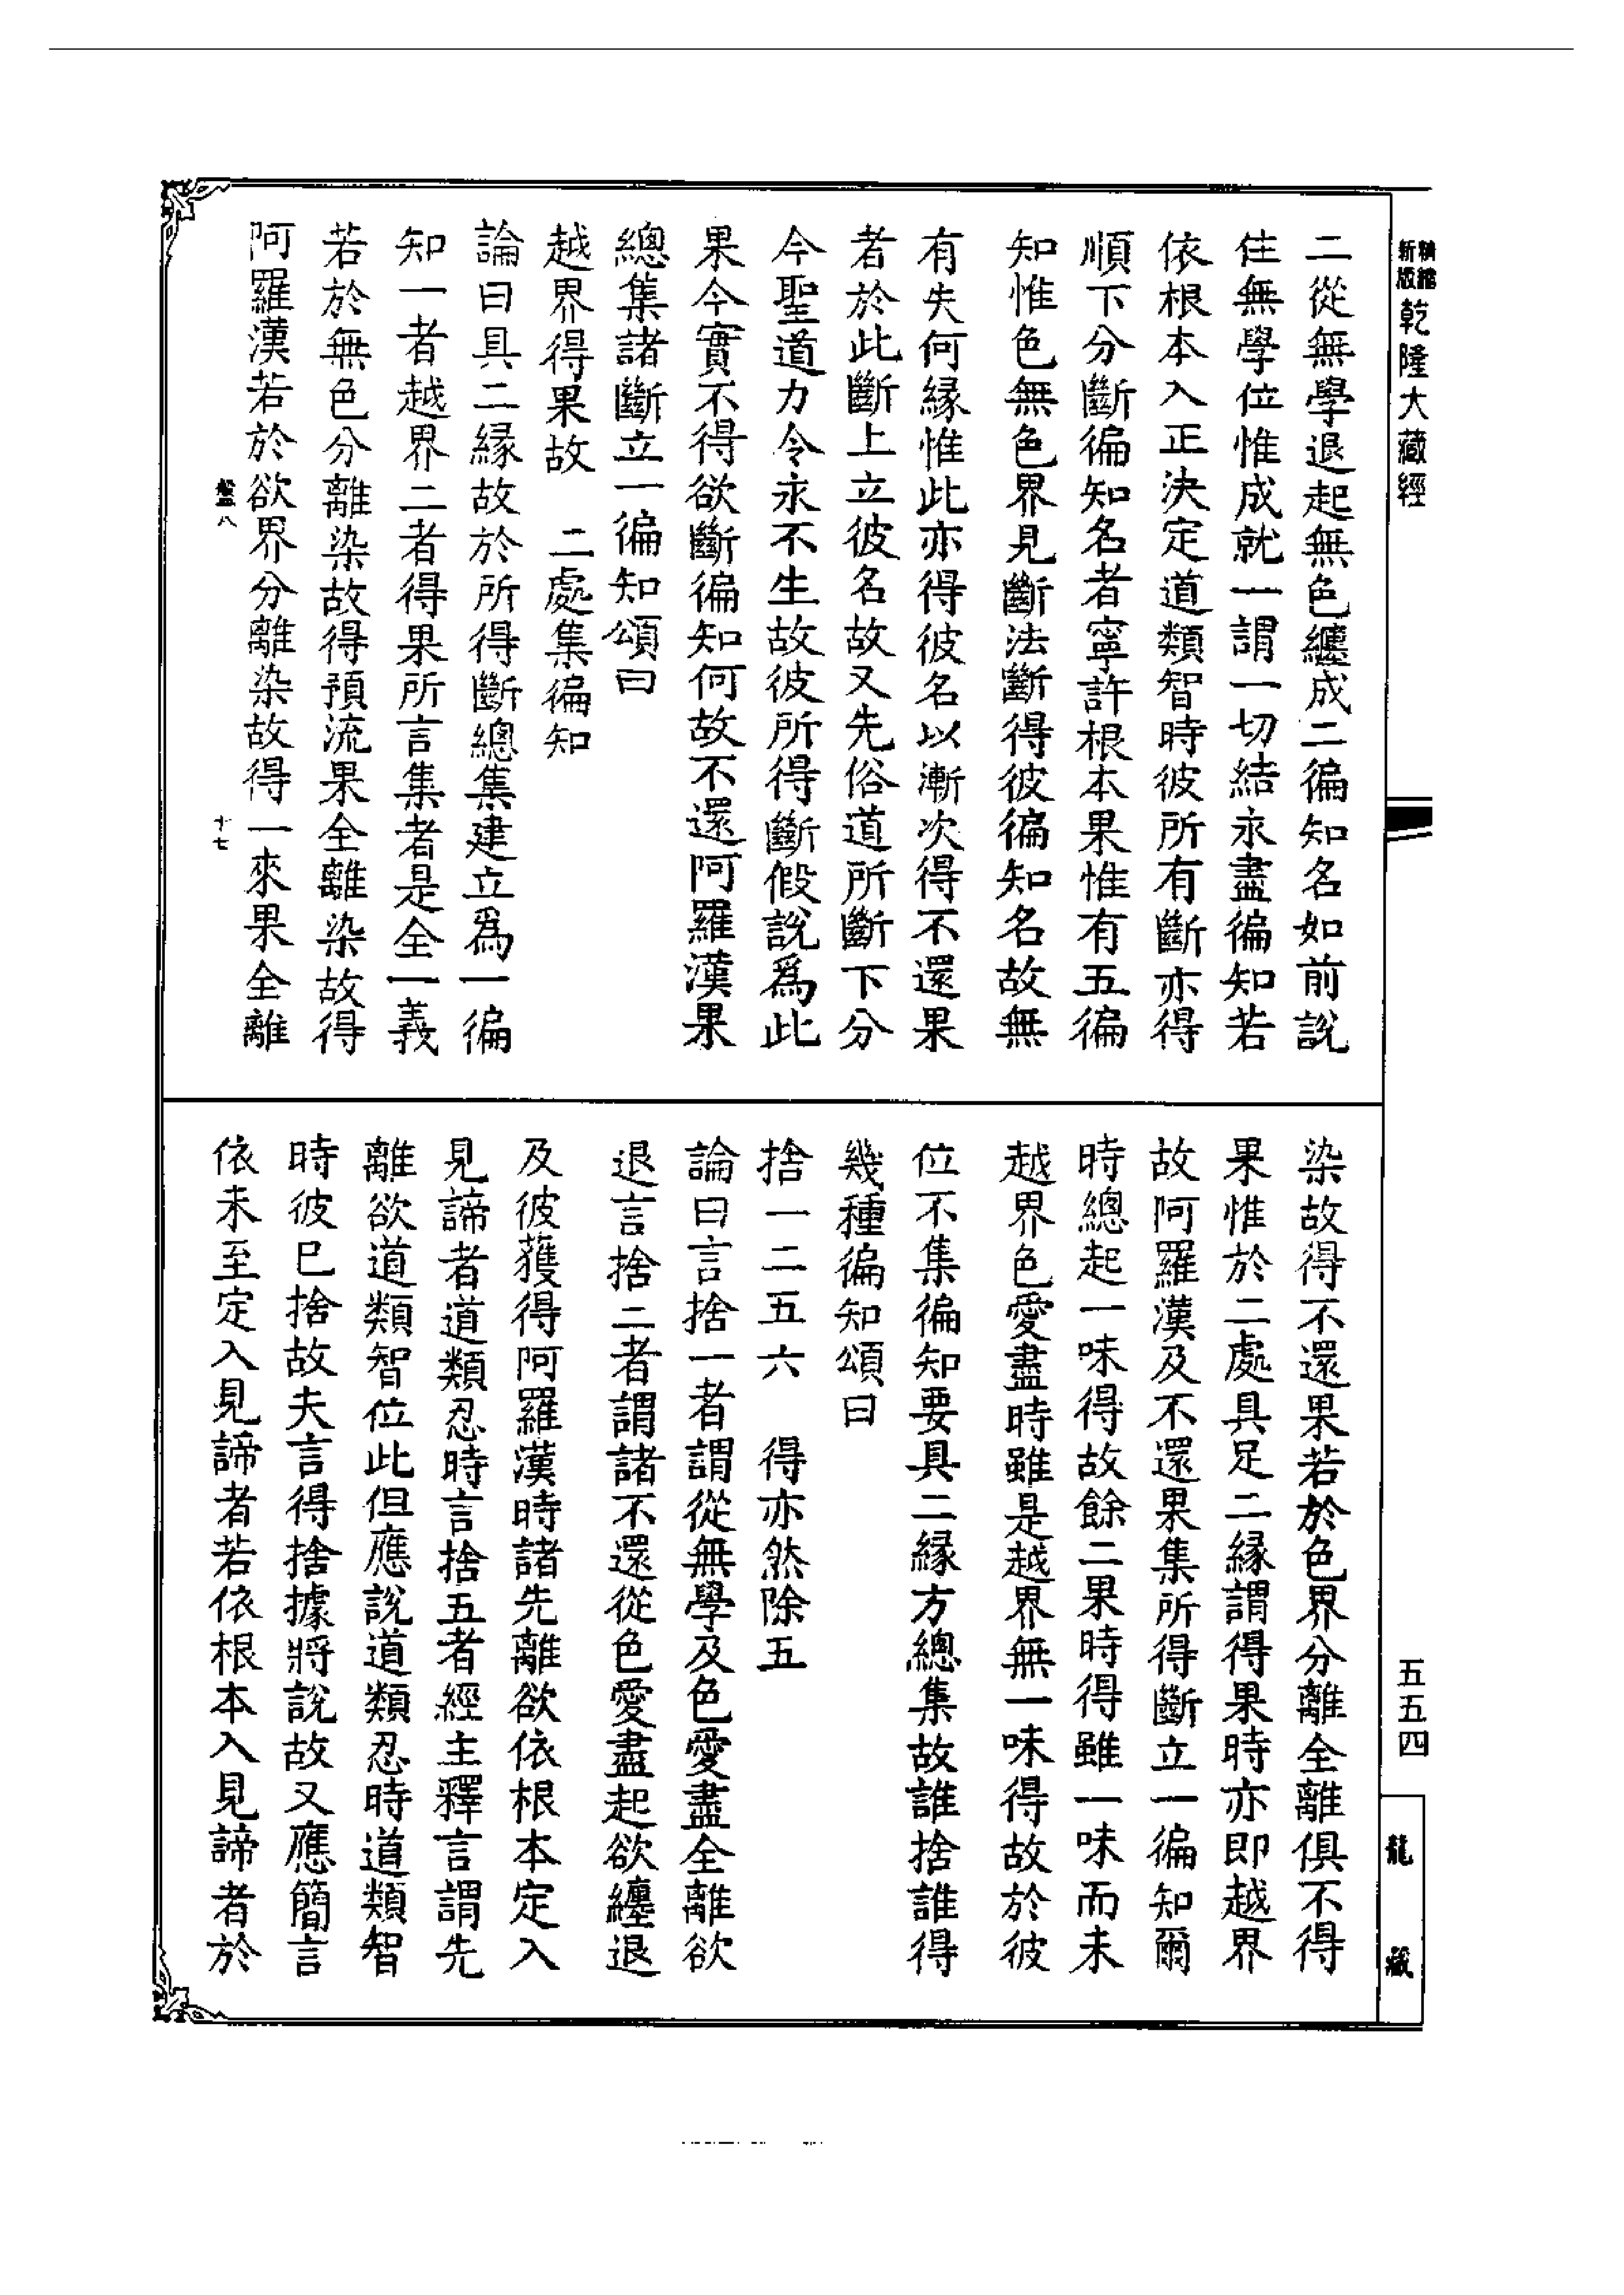 精縮新版
乾隆大藏經
二從無學退起無色纏成二徧知名如前說
住無學位惟成就一謂一切結永盡徧知若
依根本入正決定道類智時彼所有斷亦得
順下分斷徧知名者寧許根本果惟有五徧
知惟色無色界見斷法斷得彼徧知名故無
有失何縁惟此亦得彼名以漸次得不還果
者於此斷上立彼名故又先俗道所斷下分
今聖道力令永不生故彼所得斷假說爲此
果今實不得欲斷徧知何故不還阿羅漢果
總集諸斷立一徧知頌曰
越界得果故　二處集徧知
論曰具二縁故於所得斷總集建立爲一徧
知一者越界二者得果所言集者是全一義
若於無色分離染故得預流果全離染故得
阿羅漢若於欲界分離染故得一來果全離
盤八　十七
染故得不還果若於色界分離全離俱不得
果惟於二處具足二縁謂得果時亦即越界
故阿羅漢及不還果集所得斷立一徧知爾
時總起一味得故餘二果時得雖一味而未
越界色愛盡時雖是越界無一味得故於彼
位不集徧知要具二縁方總集故誰捨誰得
幾種徧知頌曰
捨一二五六　得亦然除五
論曰言捨一者謂從無學及色愛盡全離欲
退言捨二者謂諸不還從色愛盡起欲纏退
及彼獲得阿羅漢時諸先離欲依根本定入
見諦者道類忍時言捨五者經主釋言謂先
離欲道類智位此但應說道類忍時道類智
時彼巳捨故夫言得捨據將說故又應簡言
依未至定入見諦者若依根本入見諦者於
五五四
龍藏